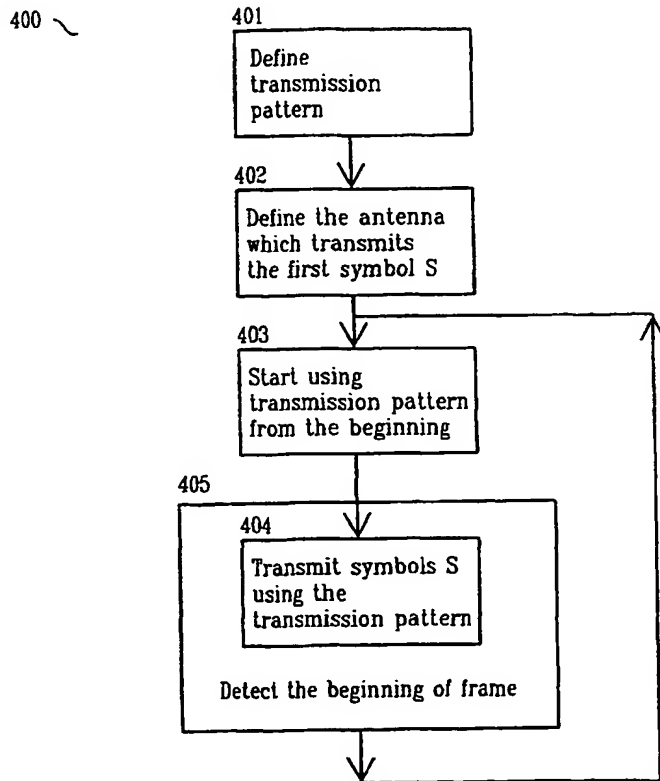 400
401
Define
transmission
pattern
402
Define the antenna
which transmits
the first symbol S
403
Start using
transmission pattern
from the beginning
405
404
Transmit symbols S
using the
transmission pattern
Detect the beginning of frame